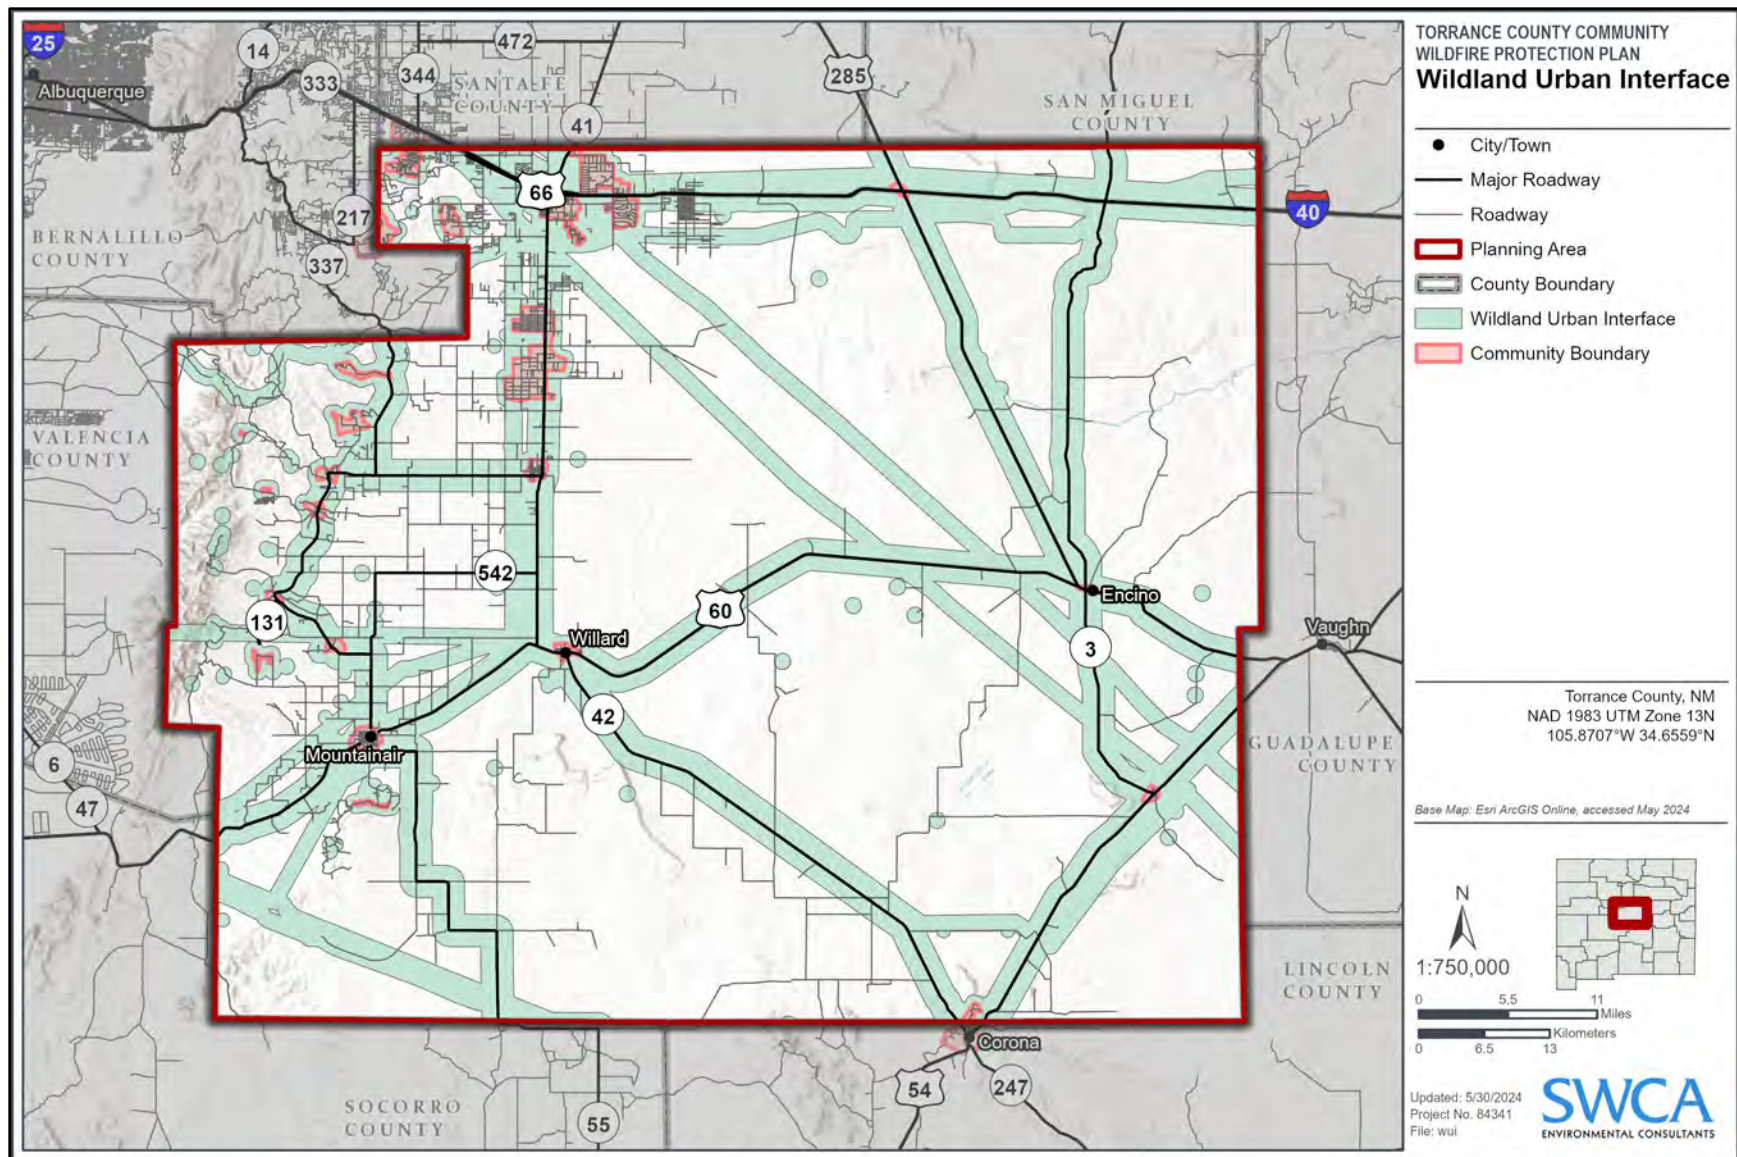 TORRANCE COUNTY COMMUNITY
WILDFIRE PROTECTION PLAN
Wildland Urban Interface
City/Town
Major Roadway
Roadway
Planning Area
County Boundary
Wildland Urban Interface
Community Boundary
Torrance County, NM
NAD 1983 UTM Zone 13N
105.8707°W 34.6559°N
Base Map: Esri ArcGIS Online, accessed May 2024
N
1:750,000
0 5.5 11
Miles
Kilometers
0 6.5 13
Updated: 5/30/2024
Project No. 84341
File: wui
SWCA
ENVIRONMENTAL CONSULTANTS
25
14
472
344
333
285
Albuquerque
SANTA FE
COUNTY
41
SAN MIGUEL
COUNTY
66
40
217
BERNALILLO
COUNTY
337
VALENCIA
COUNTY
542
131
60
Encino
Willard
3
Vaughn
42
Mountainair
6
47
GUADALUPE
COUNTY
LINCOLN
COUNTY
Corona
54
247
SOCORRO
COUNTY
55